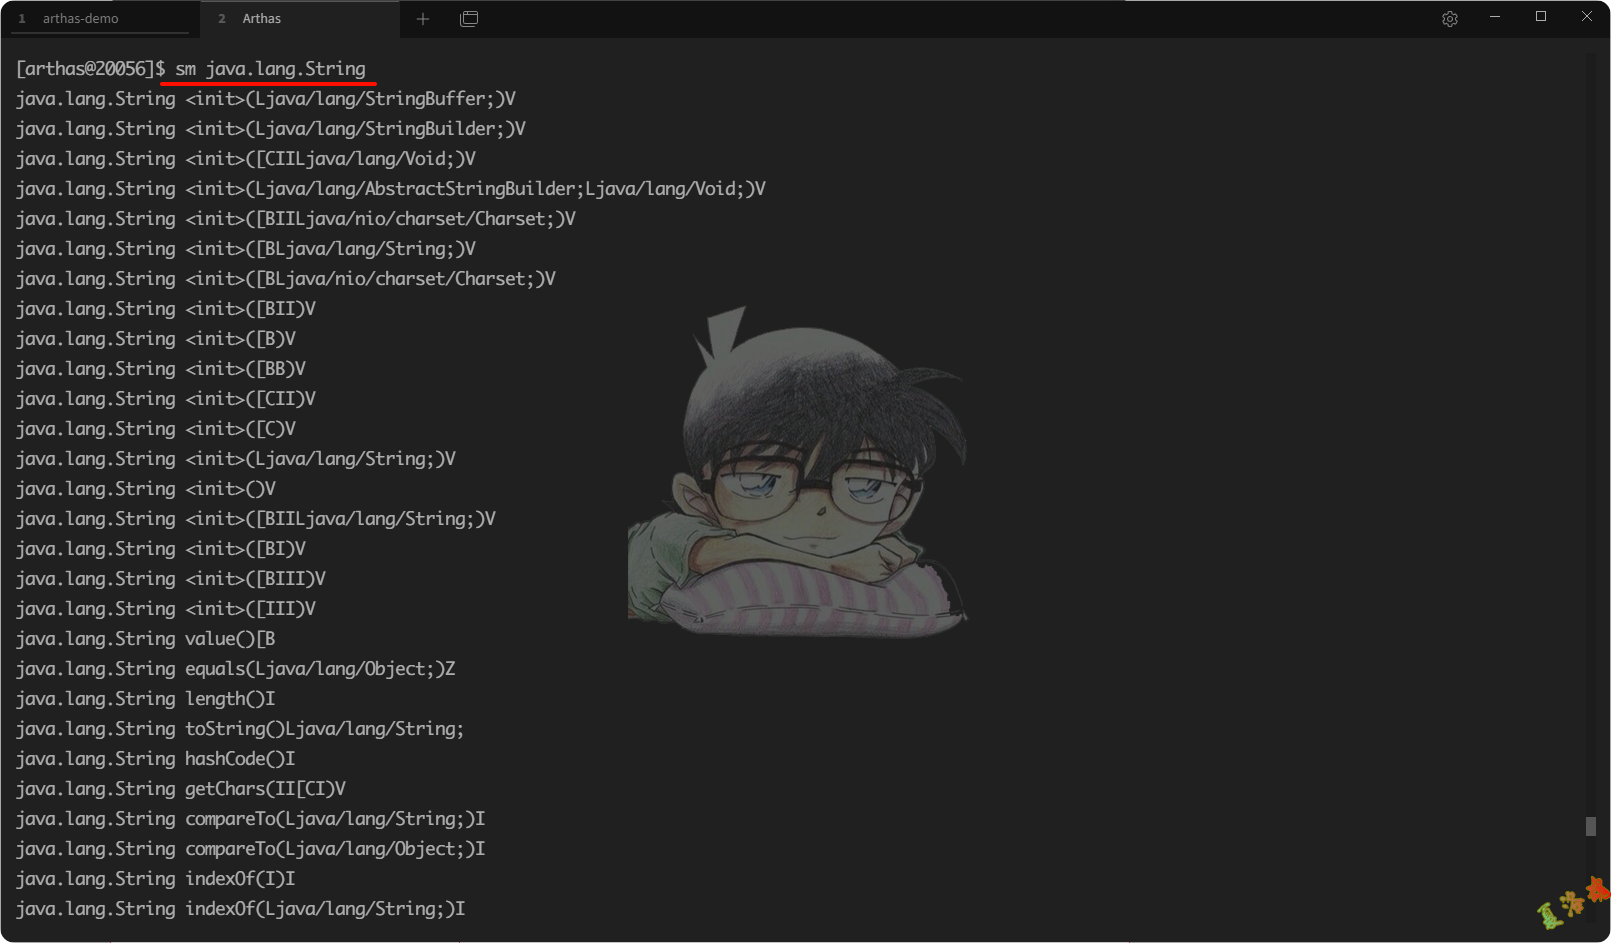 1 arthas-demo 2 Arthas
[arthas@20056]$ sm java.lang.String
java.lang.String <init>(Ljava/lang/StringBuffer;)V
java.lang.String <init>(Ljava/lang/StringBuilder;)V
java.lang.String <init>([CIILjava/lang/Void;)V
java.lang.String <init>(Ljava/lang/AbstractStringBuilder;Ljava/lang/Void;)V
java.lang.String <init>([BIILjava/nio/charset/Charset;)V
java.lang.String <init>([BLjava/lang/String;)V
java.lang.String <init>([BLjava/nio/charset/Charset;)V
java.lang.String <init>([BII)V
java.lang.String <init>([B)V
java.lang.String <init>([BB)V
java.lang.String <init>([CII)V
java.lang.String <init>([C)V
java.lang.String <init>(Ljava/lang/String;)V
java.lang.String <init>()V
java.lang.String <init>([BIILjava/lang/String;)V
java.lang.String <init>([BI)V
java.lang.String <init>([BIII)V
java.lang.String <init>([III)V
java.lang.String value()[B
java.lang.String equals(Ljava/lang/Object;)Z
java.lang.String length()I
java.lang.String toString()Ljava/lang/String;
java.lang.String hashCode()I
java.lang.String getChars(II[CI)V
java.lang.String compareTo(Ljava/lang/String;)I
java.lang.String compareTo(Ljava/lang/Object;)I
java.lang.String indexOf(I)I
java.lang.String indexOf(Ljava/lang/String;)I